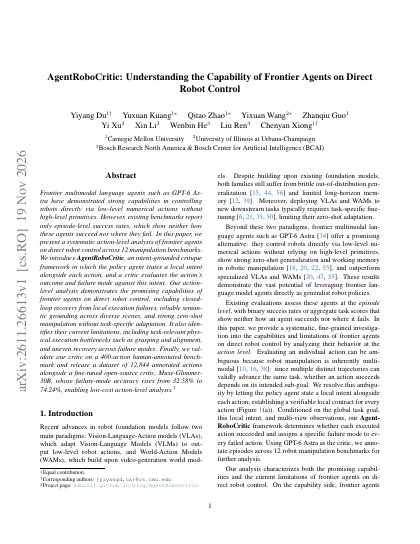 AgentRoboCritic: Understanding the Capability of Frontier Agents on Direct
Robot Control
Yiyang Du¹† Yuxuan Kuang¹* Qitao Zhao¹* Yixuan Wang²* Zhanqiu Guo¹
Yi Xu³ Xin Li³ Wenbin He³ Liu Ren³ Chenyan Xiong¹†
¹Carnegie Mellon University ²University of Illinois at Urbana-Champaign
³Bosch Research North America & Bosch Center for Artificial Intelligence (BCAI)
arXiv:2611.26613v1 [cs.RO] 19 Nov 2026
Abstract
Frontier multimodal language agents such as GPT-6 As-
tra have demonstrated strong capabilities in controlling
robots directly via low-level numerical actions without
high-level primitives. However, existing benchmarks report
only episode-level success rates, which show neither how
these agents succeed nor where they fail. In this paper, we
present a systematic action-level analysis of frontier agents
on direct robot control across 12 manipulation benchmarks.
We introduce AgentRoboCritic, an intent-grounded critique
framework in which the policy agent states a local intent
alongside each action, and a critic evaluates the action's
outcome and failure mode against this intent. Our action-
level analysis demonstrates the promising capabilities of
frontier agents on direct robot control, including closed-
loop recovery from local execution failures, reliable seman-
tic grounding across diverse scenes, and strong zero-shot
manipulation without task-specific training. It also iden-
tifies their current limitations, including task-relevant phys-
ical execution bottlenecks such as grasping and alignment,
and uneven recovery across failure modes. Finally, we val-
idate our critic on a 400-action human-annotated bench-
mark and release a dataset of 12,844 annotated actions
alongside a fine-tuned open-source critic, Maze-Glimmer-
30B, whose failure-mode accuracy rises from 32.58% to
74.24%, enabling low-cost action-level analysis.³
1. Introduction
Recent advances in robot foundation models follow two
main paradigms: Vision-Language-Action models (VLAs),
which adapt Vision-Language Models (VLMs) to out-
put low-level robot actions, and World-Action Models
(WAMs), which build upon video-generation world mod-
*Equal contribution.
†Corresponding authors:
³Project page:
els. Despite building upon existing foundation models,
both families still suffer from brittle out-of-distribution gen-
eralization [15, 44, 56] and limited long-horizon mem-
ory [12, 39]. Moreover, deploying VLAs and WAMs to
new downstream tasks typically requires task-specific fine-
tuning [6, 21, 35, 50], limiting their zero-shot adaptation.
Beyond these two paradigms, frontier multimodal lan-
guage agents such as GPT-6 Astra [34] offer a promising
alternative: they control robots directly via low-level nu-
merical actions without relying on high-level primitives,
show strong zero-shot generalization and working memory
in robotic manipulation [18, 20, 22, 55], and outperform
specialized VLAs and WAMs [20, 47, 55]. These results
demonstrate the vast potential of leveraging frontier lan-
guage model agents directly as generalist robot policies.
Existing evaluations assess these agents at the episode
level, with binary success rates or aggregate task scores that
show neither how an agent succeeds nor where it fails. In
this paper, we provide a systematic, fine-grained investiga-
tion into the capabilities and limitations of frontier agents
on direct robot control by analyzing their behavior at the
action level. Evaluating an individual action can be am-
biguous because robot manipulation is inherently multi-
modal [10, 16, 38]: since multiple distinct trajectories can
validly advance the same task, whether an action succeeds
depends on its intended sub-goal. We resolve this ambigu-
ity by letting the policy agent state a local intent alongside
each action, establishing a verifiable local contract for every
action (Figure 1(a)). Conditioned on the global task goal,
this local intent, and multi-view observations, our Agent-
RoboCritic framework determines whether each executed
action succeeded and assigns a specific failure mode to ev-
ery failed action. Using GPT-6 Astra as the critic, we anno-
tate episodes across 12 robot manipulation benchmarks for
further analysis.
Our analysis characterizes both the promising capabil-
ities and the current limitations of frontier agents on di-
rect robot control. On the capability side, frontier agents
1